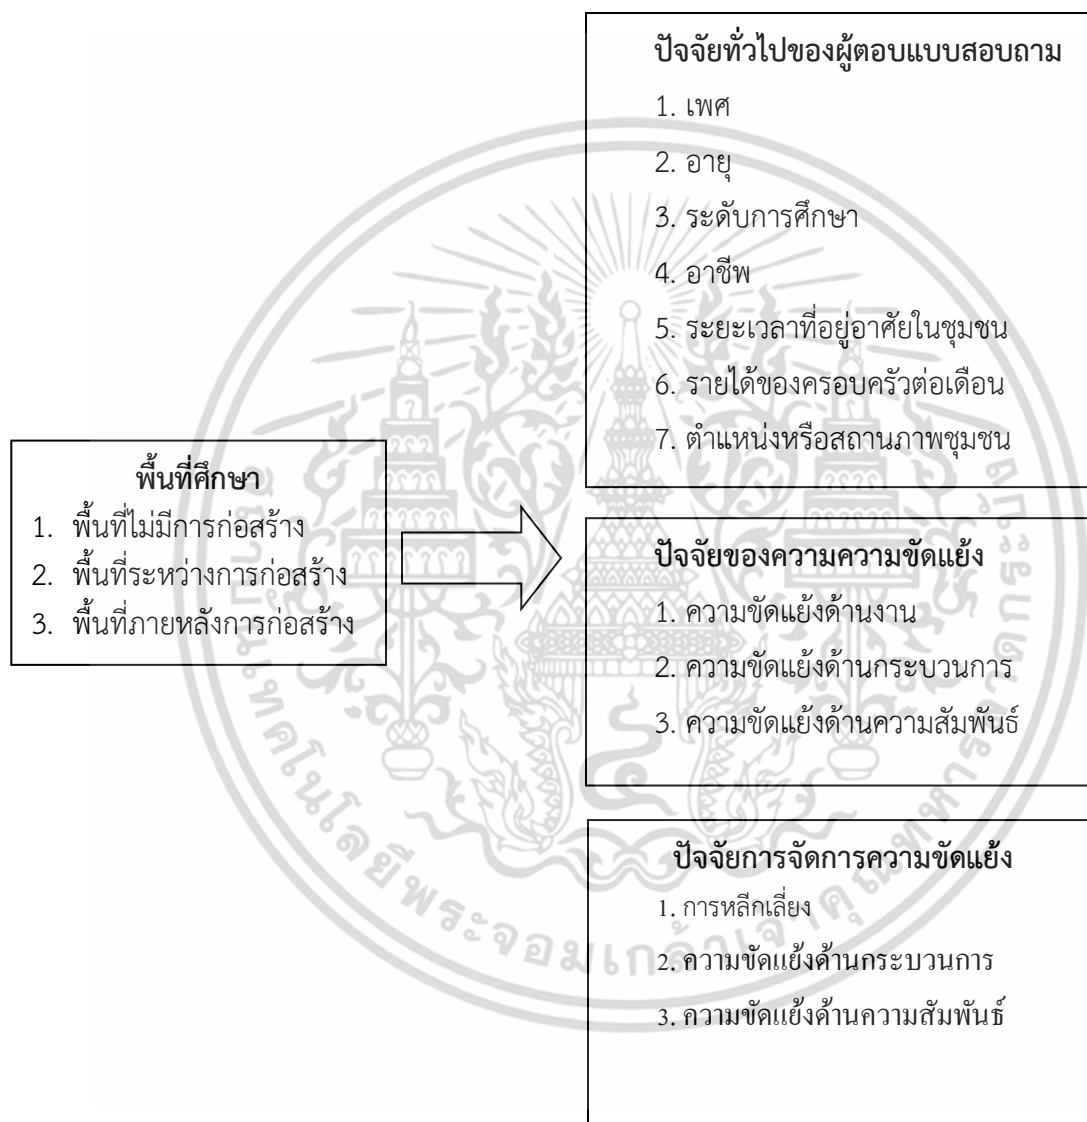 ปัจจัยทั่วไปของผู้ตอบแบบสอบถาม
1. เพศ
2. อายุ
3. ระดับการศึกษา
4. อาชีพ
5. ระยะเวลาที่อยู่อาศัยในชุมชน
6. รายได้ของครอบครัวต่อเดือน
7. ตำแหน่งหรือสถานภาพชุมชน
พื้นที่ศึกษา
1. พื้นที่ไม่มีการก่อสร้าง
2. พื้นที่ระหว่างการก่อสร้าง
3. พื้นที่ภายหลังการก่อสร้าง
ปัจจัยของความความขัดแย้ง
1. ความขัดแย้งด้านงาน
2. ความขัดแย้งด้านกระบวนการ
3. ความขัดแย้งด้านความสัมพันธ์
ปัจจัยการจัดการความขัดแย้ง
1. การหลีกเลี่ยง
2. ความขัดแย้งด้านกระบวนการ
3. ความขัดแย้งด้านความสัมพันธ์